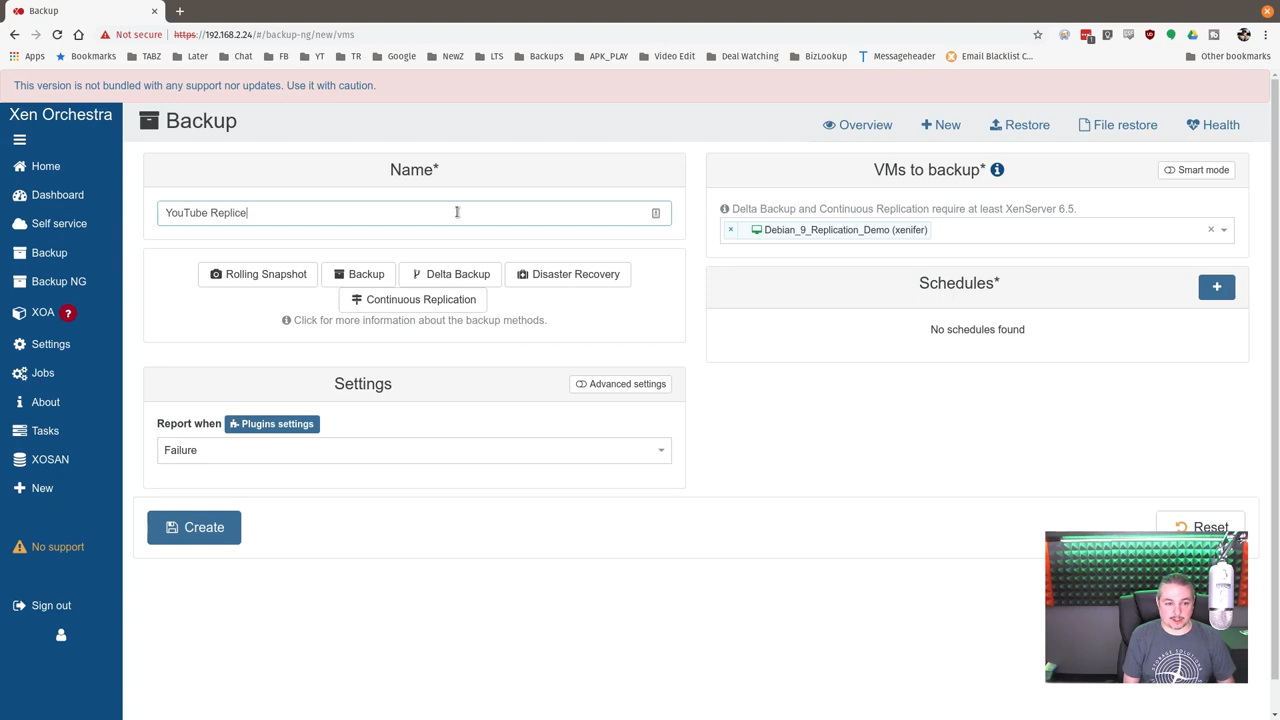 Backup
Not secure
https://192.168.2.24/#/backup-ng/new/vms
1
Apps
Bookmarks
TABZ
Later
Chat
FB
YT
TR
Google
NewZ
LTS
Backups
APK_PLAY
Video Edit
Deal Watching
BizLookup
Messageheader
Email Blacklist C...
Other bookmarks
This version is not bundled with any support nor updates. Use it with caution.
Xen Orchestra
Home
Dashboard
Self service
Backup
Backup NG
XOA ?
Settings
Jobs
About
Tasks
XOSAN
New
No support
Sign out
Backup
Overview
New
Restore
File restore
Health
Name*
YouTube Replice
Rolling Snapshot
Backup
Delta Backup
Disaster Recovery
Continuous Replication
Click for more information about the backup methods.
Settings
Advanced settings
Report when
Plugins settings
Failure
VMs to backup*
Smart mode
Delta Backup and Continuous Replication require at least XenServer 6.5.
Debian_9_Replication_Demo (xenifer)
Schedules*
No schedules found
Create
Reset